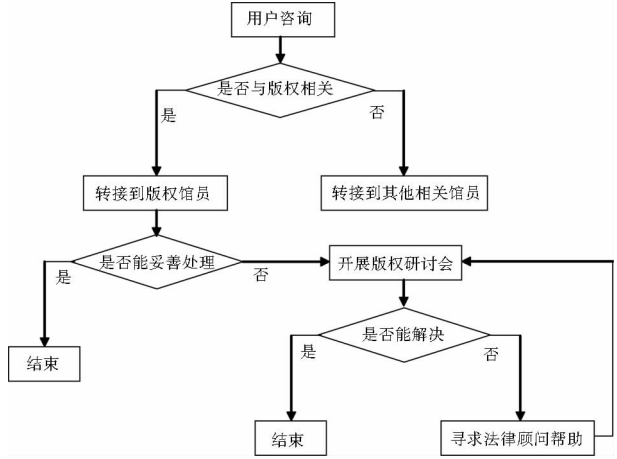 用户咨询
是否与版权相关
是
否
转接到版权馆员
转接到其他相关馆员
是否能妥善处理
是
否
开展版权研讨会
是否能解决
是
否
结束
结束
寻求法律顾问帮助